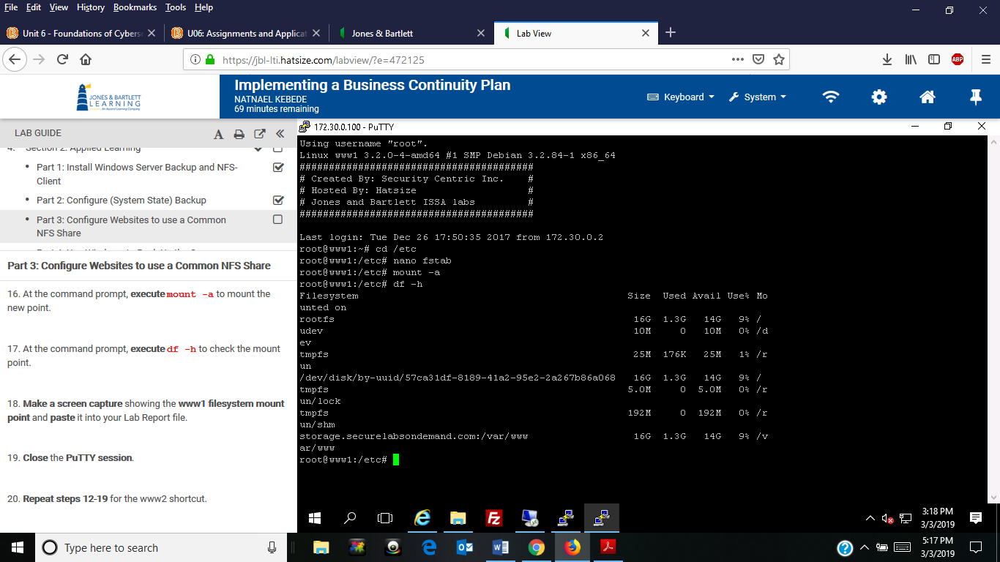 File Edit View History Bookmarks Tools Help
Unit 6 - Foundations of Cyberse
U06: Assignments and Applicat
Jones & Bartlett
Lab View
https://jbl-lti.hatsize.com/labview/?e=472125
ABP
JONES & BARTLETT
LEARNING
An Ascend Learning Company
Implementing a Business Continuity Plan
NATNAEL KEBEDE
69 minutes remaining
Keyboard
System
LAB GUIDE
A
4. Section 2: Applied Learning
• Part 1: Install Windows Server Backup and NFS-
Client
• Part 2: Configure (System State) Backup
• Part 3: Configure Websites to use a Common
NFS Share
Part 3: Configure Websites to use a Common NFS Share
16. At the command prompt, execute mount -a to mount the
new point.
17. At the command prompt, execute df -h to check the mount
point.
18. Make a screen capture showing the www1 filesystem mount
point and paste it into your Lab Report file.
19. Close the PuTTY session.
20. Repeat steps 12-19 for the www2 shortcut.
172.30.0.100 - PuTTY
Using username "root".
Linux www1 3.2.0-4-amd64 #1 SMP Debian 3.2.84-1 x86_64
########################################
# Created By: Security Centric Inc.    #
# Hosted By: Hatsize                   #
# Jones and Bartlett ISSA labs         #
########################################
Last login: Tue Dec 26 17:50:35 2017 from 172.30.0.2
root@www1:~# cd /etc
root@www1:/etc# nano fstab
root@www1:/etc# mount -a
root@www1:/etc# df -h
Filesystem                                              Size  Used Avail Use% Mo
unted on
rootfs                                                   16G  1.3G   14G   9% /
udev                                                     10M     0   10M   0% /d
ev
tmpfs                                                    25M  176K   25M   1% /r
un
/dev/disk/by-uuid/57ca31df-8189-41a2-95e2-2a267b86a068   16G  1.3G   14G   9% /
tmpfs                                                   5.0M     0  5.0M   0% /r
un/lock
tmpfs                                                   192M     0  192M   0% /r
un/shm
storage.securelabsondemand.com:/var/www                  16G  1.3G   14G   9% /v
ar/www
root@www1:/etc#
3:18 PM
3/3/2019
Type here to search
5:17 PM
3/3/2019